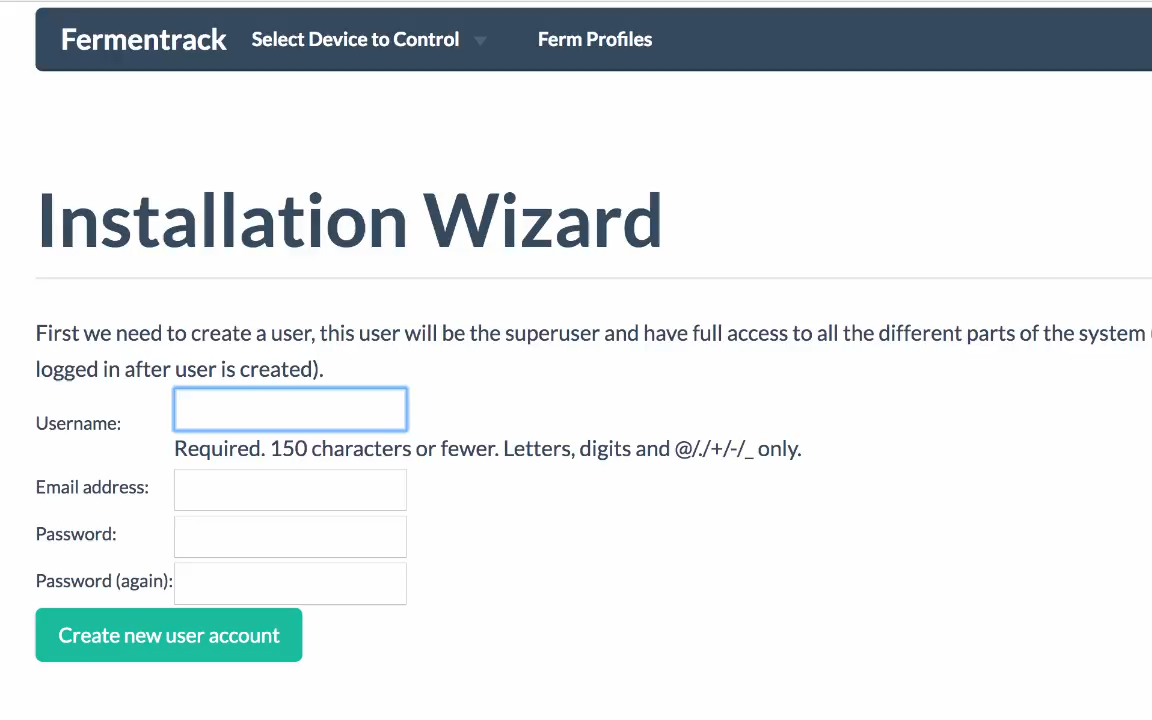 Fermentrack Select Device to Control Ferm Profiles
Installation Wizard
First we need to create a user, this user will be the superuser and have full access to all the different parts of the system
logged in after user is created).
Username:
Required. 150 characters or fewer. Letters, digits and @/./+/-/_ only.
Email address:
Password:
Password (again):
Create new user account